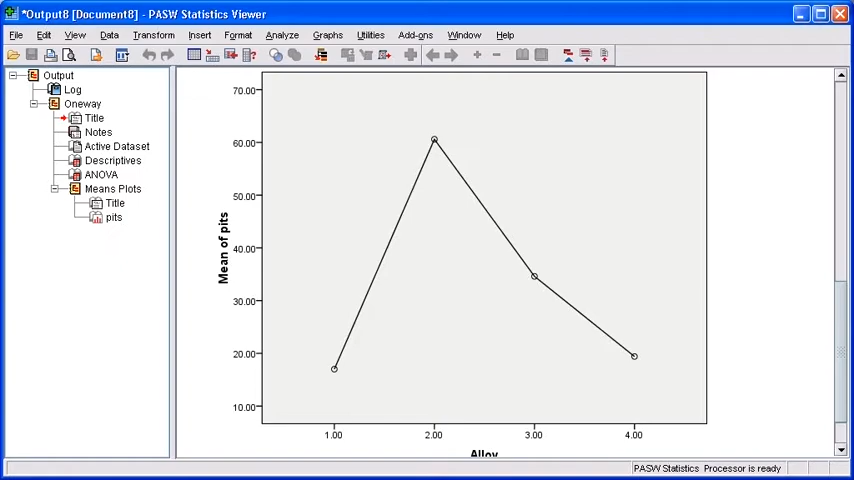 *Output8 [Document8] - PASW Statistics Viewer
File Edit View Data Transform Insert Format Analyze Graphs Utilities Add-ons Window Help
Output
Log
Oneway
Title
Notes
Active Dataset
Descriptives
ANOVA
Means Plots
Title
pits
Mean of pits
70.00
60.00
50.00
40.00
30.00
20.00
10.00
1.00 2.00 3.00 4.00
Alloy
PASW Statistics Processor is ready